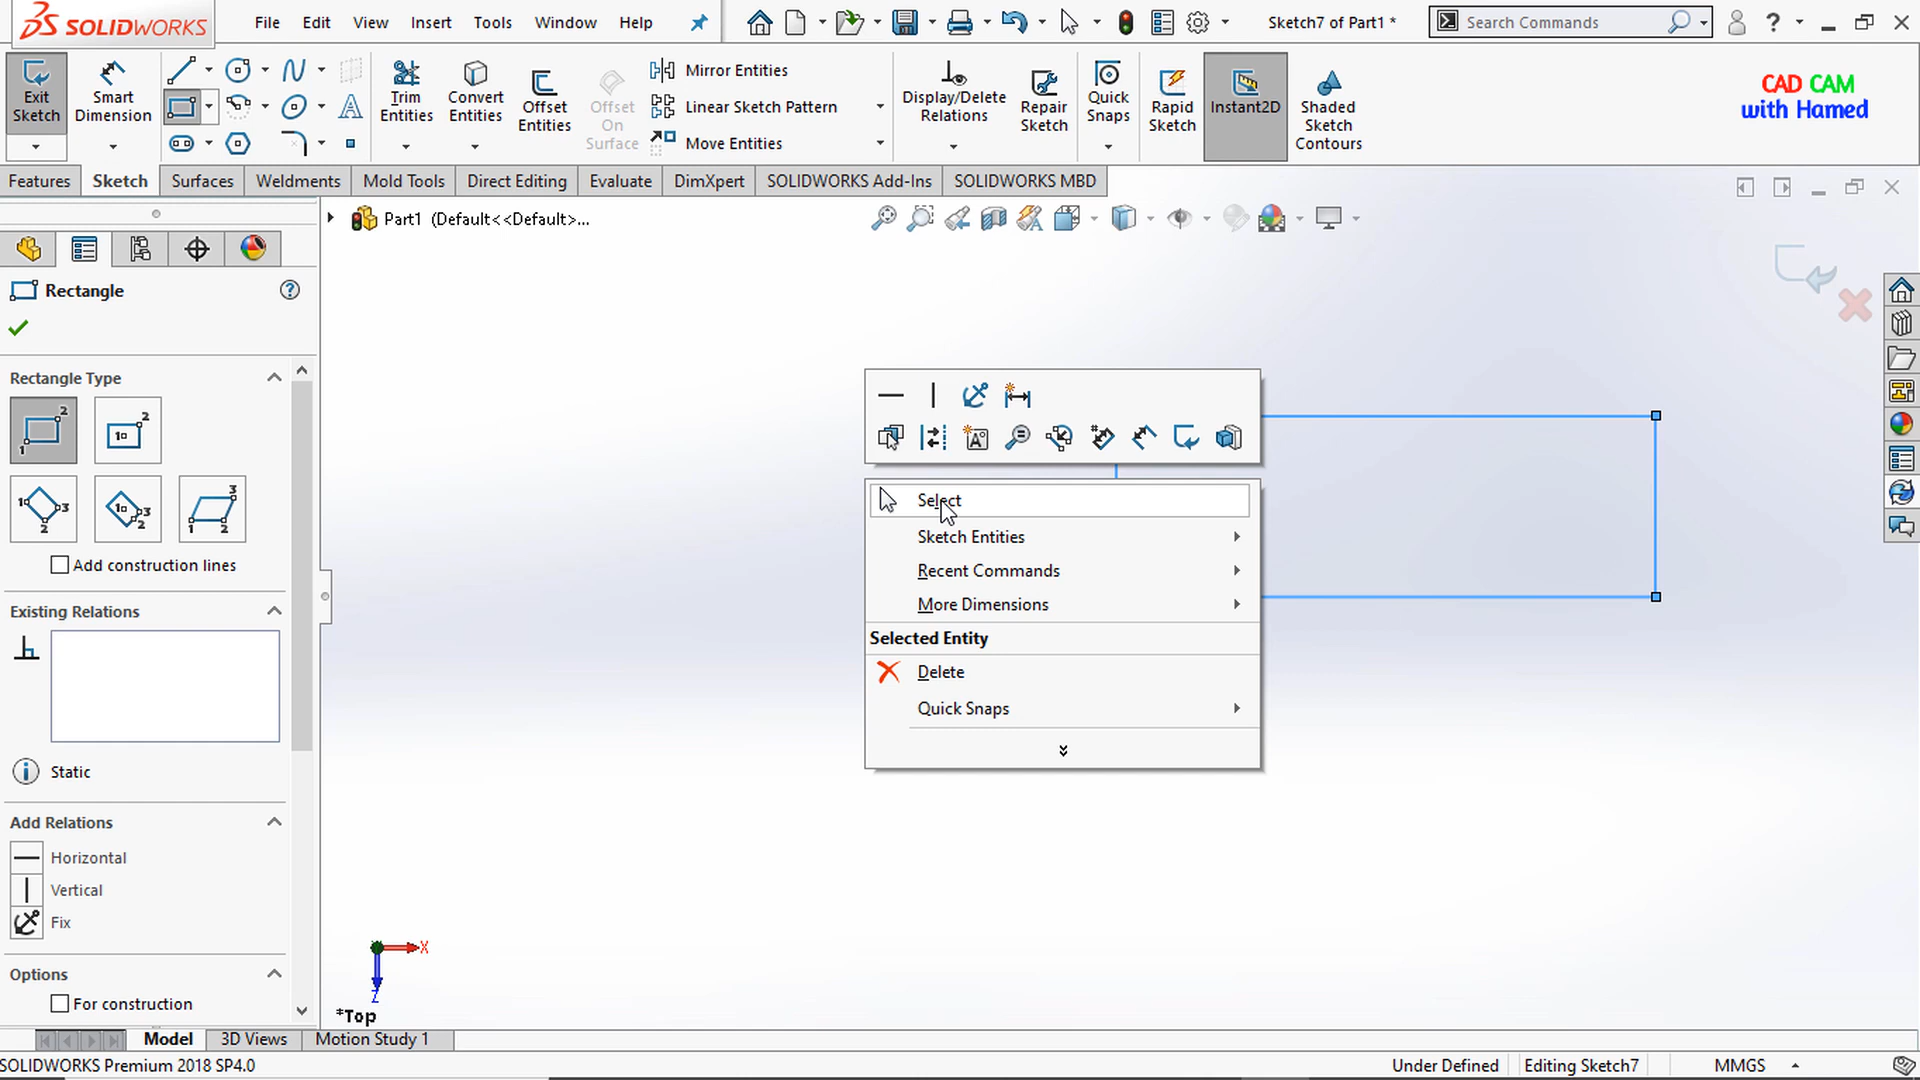 SOLIDWORKS
File Edit View Insert Tools Window Help
Sketch7 of Part1 *
Search Commands
Exit Sketch
Smart Dimension
Trim Entities
Convert Entities
Offset Entities
Offset On Surface
Mirror Entities
Linear Sketch Pattern
Move Entities
Display/Delete Relations
Repair Sketch
Quick Snaps
Rapid Sketch
Instant2D
Shaded Sketch Contours
CAD CAM
with Hamed
Features Sketch Surfaces Weldments Mold Tools Direct Editing Evaluate DimXpert SOLIDWORKS Add-Ins SOLIDWORKS MBD
Part1 (Default<<Default>...
Rectangle
Rectangle Type
Add construction lines
Existing Relations
Static
Add Relations
Horizontal
Vertical
Fix
Options
For construction
Select
Sketch Entities
Recent Commands
More Dimensions
Selected Entity
Delete
Quick Snaps
X
Z
*Top
Model 3D Views Motion Study 1
SOLIDWORKS Premium 2018 SP4.0
Under Defined Editing Sketch7 MMGS